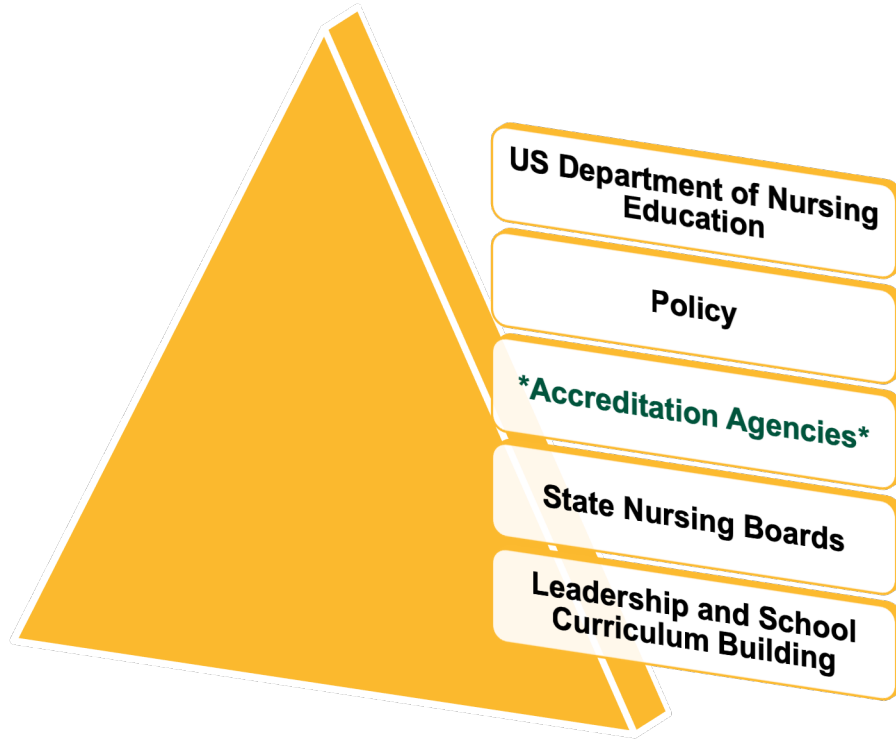 US Department of Nursing
Education
Policy
*Accreditation Agencies*
State Nursing Boards
Leadership and School
Curriculum Building